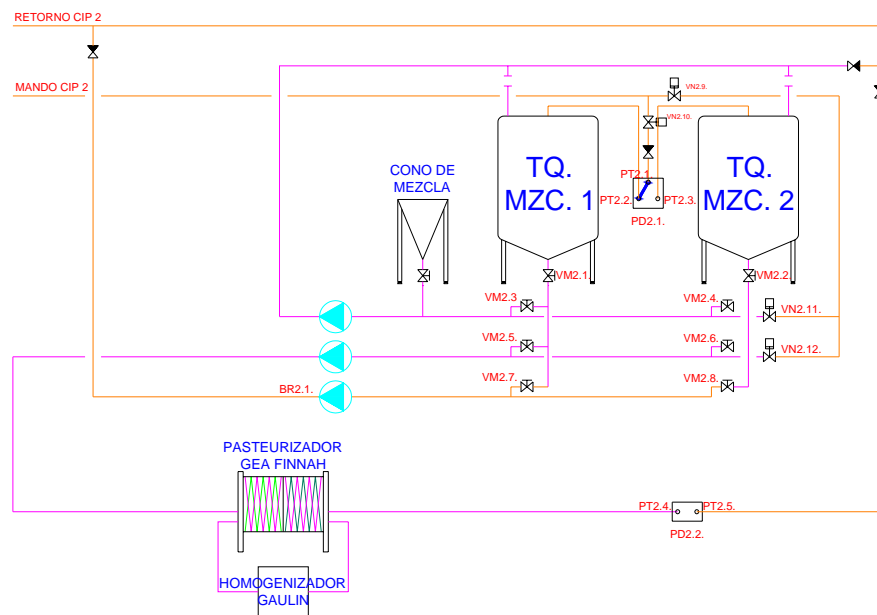 RETORNO CIP 2
MANDO CIP 2
VN2.9.
VN2.10.
CONO DE
MEZCLA
TQ.
MZC. 1
PT2.1.
PT2.2.
PT2.3.
PD2.1.
TQ.
MZC. 2
VM2.1.
VM2.2.
VM2.3
VM2.4.
VN2.11.
VM2.5.
VM2.6.
VN2.12.
VM2.7.
VM2.8.
BR2.1.
PASTEURIZADOR
GEA FINNAH
PT2.4.
PT2.5.
PD2.2.
HOMOGENIZADOR
GAULIN